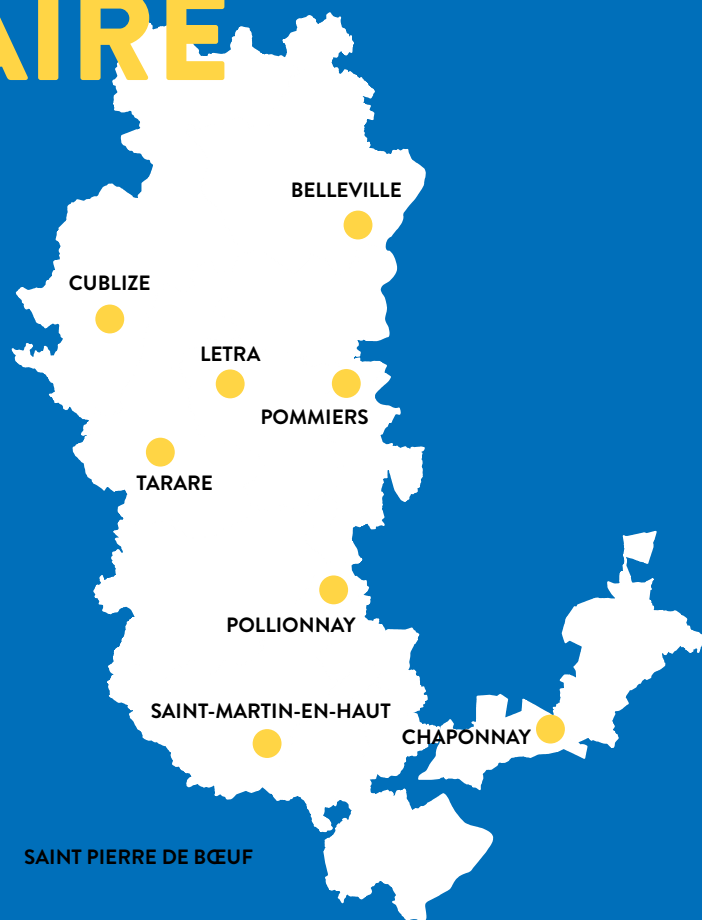 AIRE
BELLEVILLE
CUBLIZE
LETRA
POMMIERS
TARARE
POLLIONNAY
SAINT-MARTIN-EN-HAUT
CHAPONNAY
SAINT PIERRE DE BŒUF